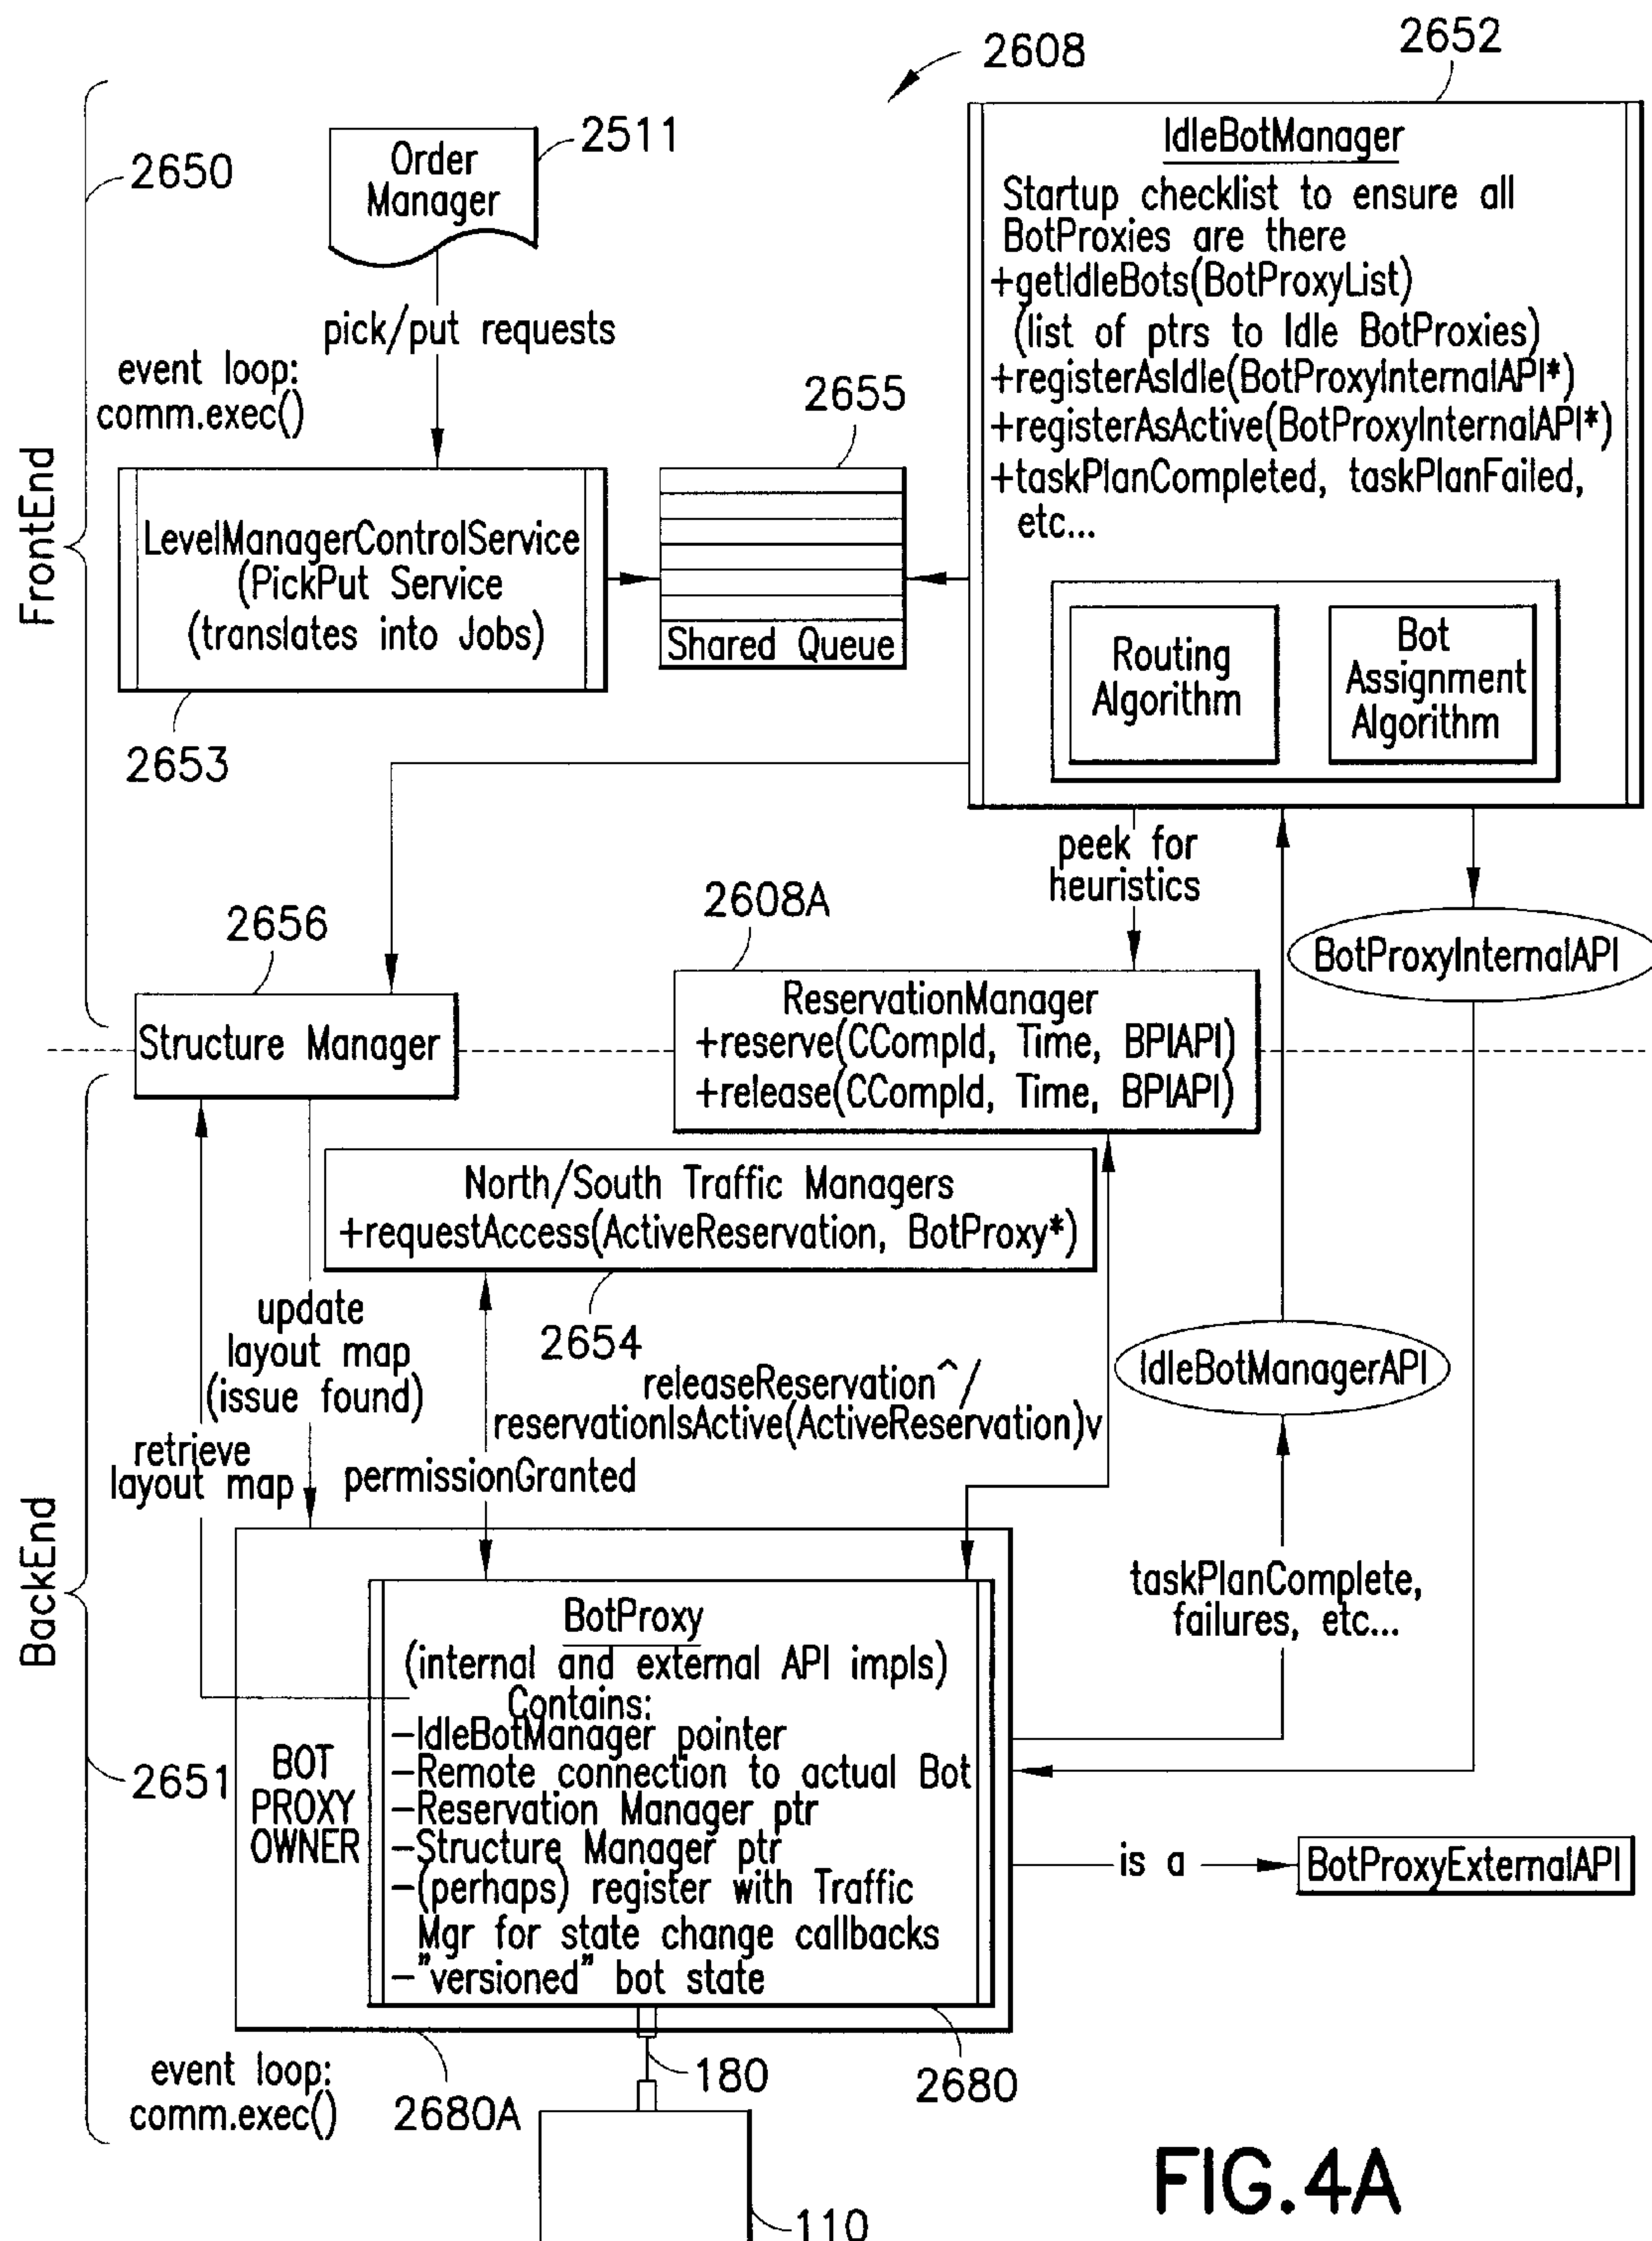 2608
2652
2650
Order
Manager
2511
pick/put requests
event loop:
comm.exec()
FrontEnd
LevelManagerControlService
(PickPut Service
(translates into Jobs)
2653
2655
Shared Queue
IdleBotManager
Startup checklist to ensure all
BotProxies are there
+getIdleBots(BotProxyList)
(list of ptrs to Idle BotProxies)
+registerAsIdle(BotProxyInternalAPI*)
+registerAsActive(BotProxyInternalAPI*)
+taskPlanCompleted, taskPlanFailed,
etc...
Routing
Algorithm
Bot
Assignment
Algorithm
peek for
heuristics
2656
2608A
BotProxyInternalAPI
Structure Manager
ReservationManager
+reserve(CCompId, Time, BPIAPI)
+release(CCompId, Time, BPIAPI)
North/South Traffic Managers
+requestAccess(ActiveReservation, BotProxy*)
2654
update
layout map
(issue found)
retrieve
layout map
releaseReservation^/
reservationIsActive(ActiveReservation)v
permissionGranted
IdleBotManagerAPI
BackEnd
2651
taskPlanComplete,
failures, etc...
BOT
PROXY
OWNER
BotProxy
(internal and external API impls)
Contains:
-IdleBotManager pointer
-Remote connection to actual Bot
-Reservation Manager ptr
-Structure Manager ptr
-(perhaps) register with Traffic
Mgr for state change callbacks
-"versioned" bot state
is a
BotProxyExternalAPI
event loop:
comm.exec()
2680A
180
2680
110
FIG.4A